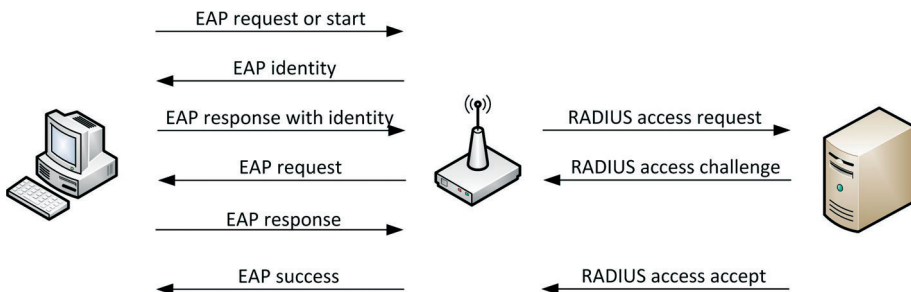 EAP request or start
EAP identity
EAP response with identity
RADIUS access request
EAP request
RADIUS access challenge
EAP response
EAP success
RADIUS access accept